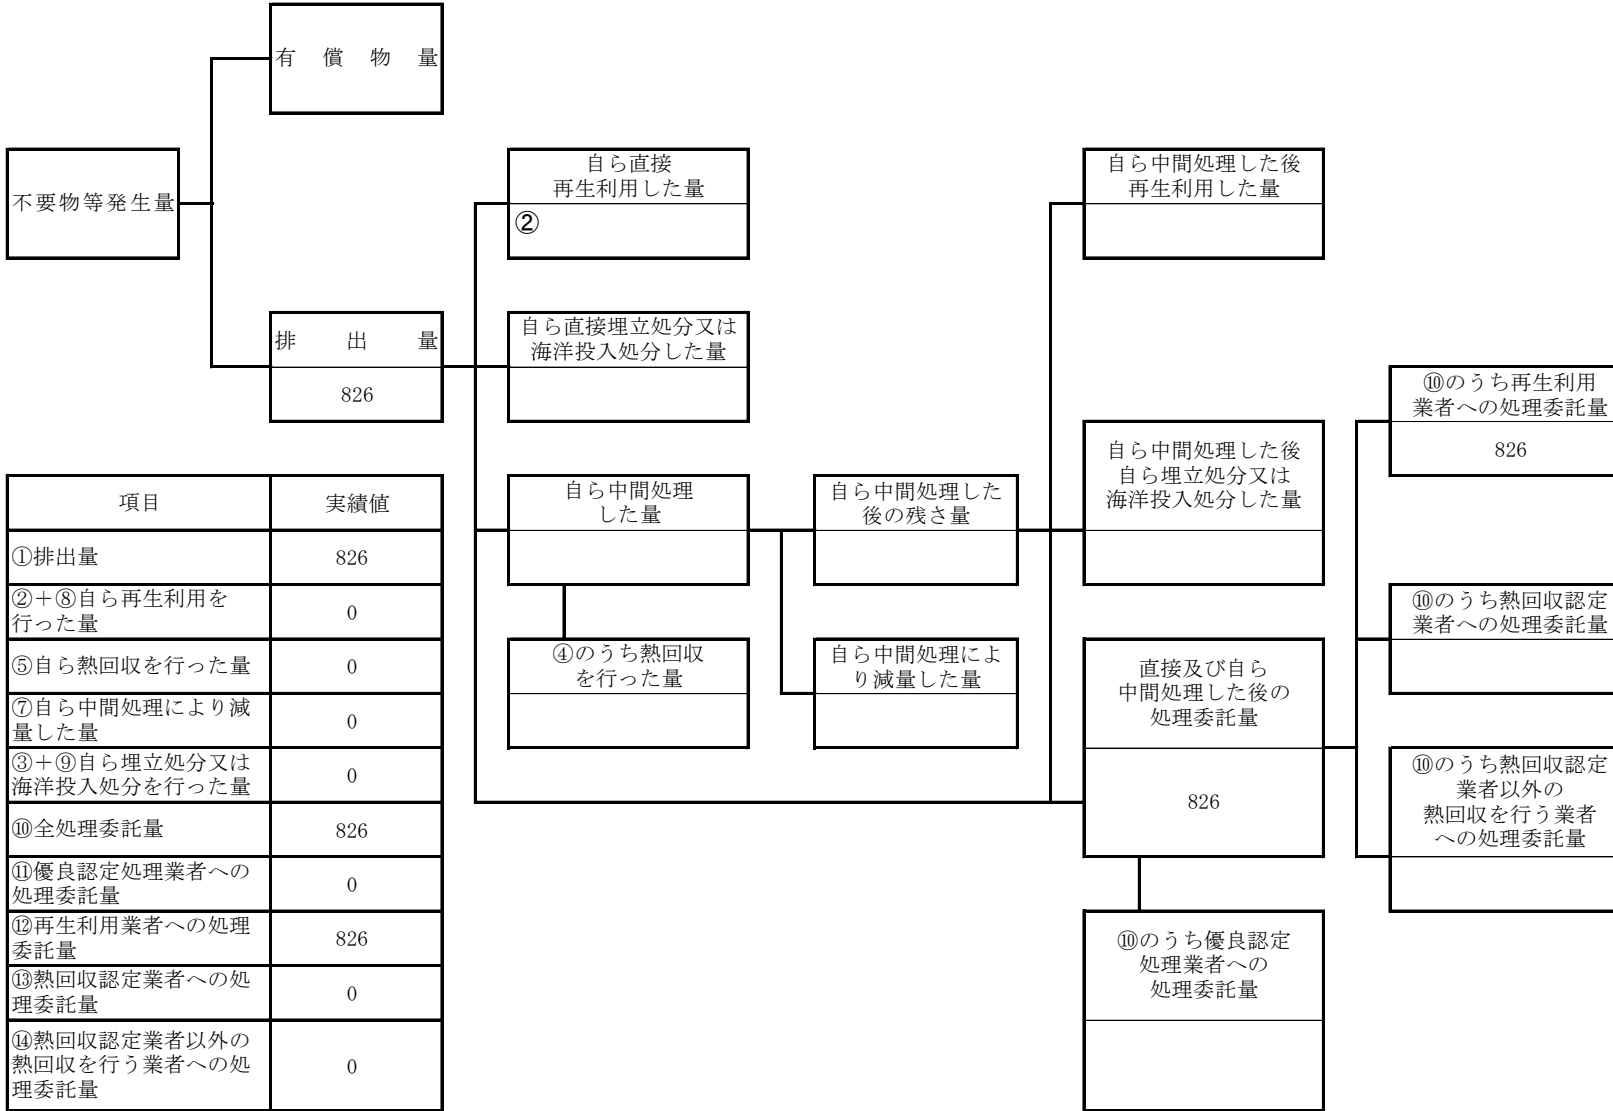 有償物量
不要物等発生量
自ら直接
再生利用した量
②
自ら中間処理した後
再生利用した量
排出量
826
自ら直接埋立処分又は
海洋投入処分した量
⑩のうち再生利用
業者への処理委託量
826
自ら中間処理
した量
自ら中間処理した
後の残さ量
自ら中間処理した後
自ら埋立処分又は
海洋投入処分した量
④のうち熱回収
を行った量
自ら中間処理によ
り減量した量
直接及び自ら
中間処理した後の
処理委託量
826
⑩のうち熱回収認定
業者への処理委託量
⑩のうち熱回収認定
業者以外の
熱回収を行う業者
への処理委託量
⑩のうち優良認定
処理業者への
処理委託量
項目 実績値
①排出量 826
②＋⑧自ら再生利用を
行った量 0
⑤自ら熱回収を行った量 0
⑦自ら中間処理により減
量した量 0
③＋⑨自ら埋立処分又は
海洋投入処分を行った量 0
⑩全処理委託量 826
⑪優良認定処理業者への
処理委託量 0
⑫再生利用業者への処理
委託量 826
⑬熱回収認定業者への処
理委託量 0
⑭熱回収認定業者以外の
熱回収を行う業者への処
理委託量 0